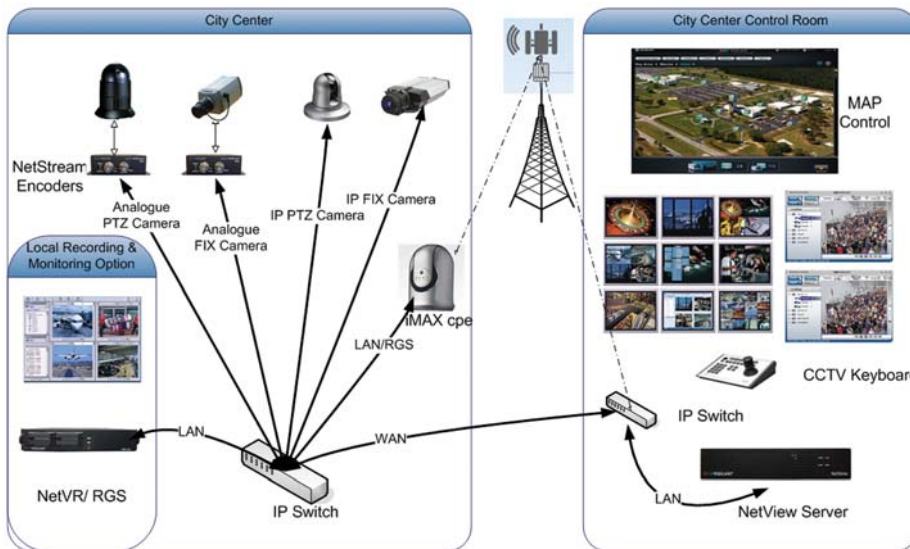 City Center
City Center Control Room
MAP
Control
NetStream
Encoders
Analogue
PTZ Camera
Analogue
FIX Camera
IP PTZ Camera
IP FIX Camera
Local Recording &
Monitoring Option
iMAX cpe
LAN/RGS
CCTV Keyboard
IP Switch
LAN
WAN
NetVR/ RGS
IP Switch
LAN
NetView Server